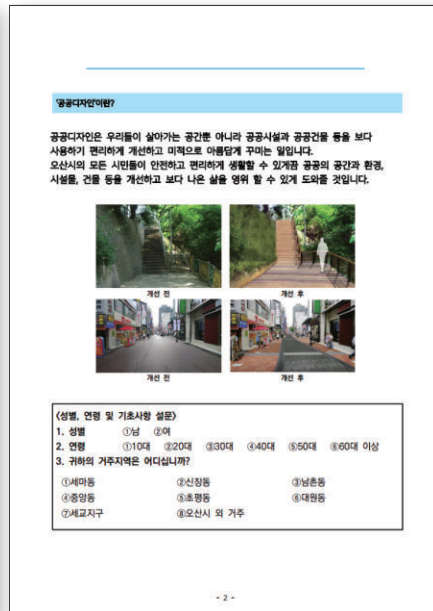 '공공디자인'이란?
공공디자인은 우리들이 살아가는 공간뿐 아니라 공공시설과 공공건물 등을 보다
사용하기 편리하게 개선하고 미적으로 아름답게 꾸미는 일입니다.
오산시의 모든 시민들이 안전하고 편리하게 생활할 수 있게끔 공공의 공간과 환경,
시설물, 건물 등을 개선하고 보다 나은 삶을 영위 할 수 있게 도와줄 것입니다.
개선 전 개선 후
개선 전 개선 후
<성별, 연령 및 기초사항 설문>
1. 성별 ①남 ②여
2. 연령 ①10대 ②20대 ③30대 ④40대 ⑤50대 ⑥60대 이상
3. 귀하의 거주지역은 어디십니까?
①세마동 ②신장동 ③남촌동
④중앙동 ⑤초평동 ⑥대원동
⑦세교지구 ⑧오산시 외 거주
- 2 -